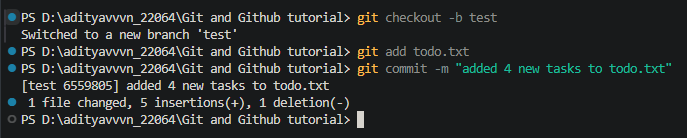 PS D:\adityavvvn_22064\Git and Github tutorial> git checkout -b test
Switched to a new branch 'test'
PS D:\adityavvvn_22064\Git and Github tutorial> git add todo.txt
PS D:\adityavvvn_22064\Git and Github tutorial> git commit -m "added 4 new tasks to todo.txt"
[test 6559805] added 4 new tasks to todo.txt
1 file changed, 5 insertions(+), 1 deletion(-)
PS D:\adityavvvn_22064\Git and Github tutorial>